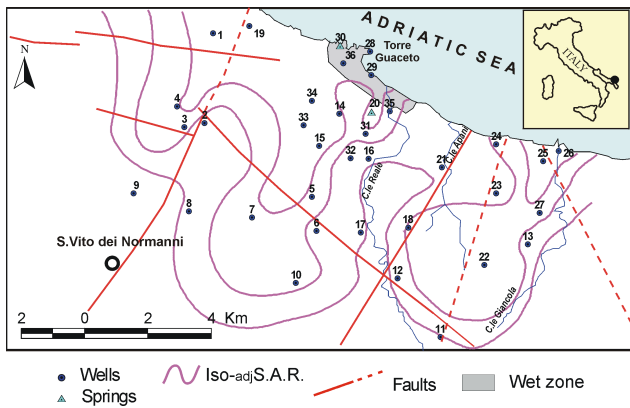 ADRIATIC SEA
ITALY
N
Torre
Guaceto
1
19
30
28
36
29
4
3
2
34
14
20
35
33
31
15
32
16
24
21
25
26
C.le Reale
C.le Apani
9
8
7
5
6
17
18
23
27
13
S.Vito dei Normanni
10
12
22
11
C.le Giancola
2 0 2 4 Km
Wells
Springs
Iso-adjS.A.R.
Faults
Wet zone